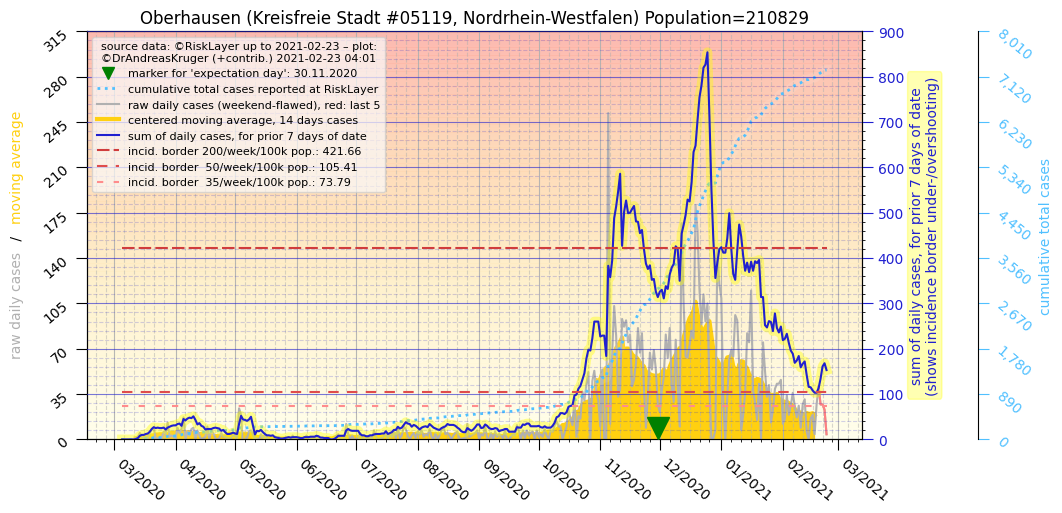 Oberhausen (Kreisfreie Stadt #05119, Nordrhein-Westfalen) Population=210829
source data: ©RiskLayer up to 2021-02-23 – plot:
©DrAndreasKruger (+contrib.) 2021-02-23 04:01
marker for 'expectation day': 30.11.2020
cumulative total cases reported at RiskLayer
raw daily cases (weekend-flawed), red: last 5
centered moving average, 14 days cases
sum of daily cases, for prior 7 days of date
incid. border 200/week/100k pop.: 421.66
incid. border  50/week/100k pop.: 105.41
incid. border  35/week/100k pop.: 73.79
raw daily cases / moving average
315
280
245
210
175
140
105
70
35
0
03/2020
04/2020
05/2020
06/2020
07/2020
08/2020
09/2020
10/2020
11/2020
12/2020
01/2021
02/2021
03/2021
900
800
700
600
500
400
300
200
100
0
sum of daily cases, for prior 7 days of date
(shows incidence border under-/overshooting)
8,010
7,120
6,230
5,340
4,450
3,560
2,670
1,780
890
0
cumulative total cases